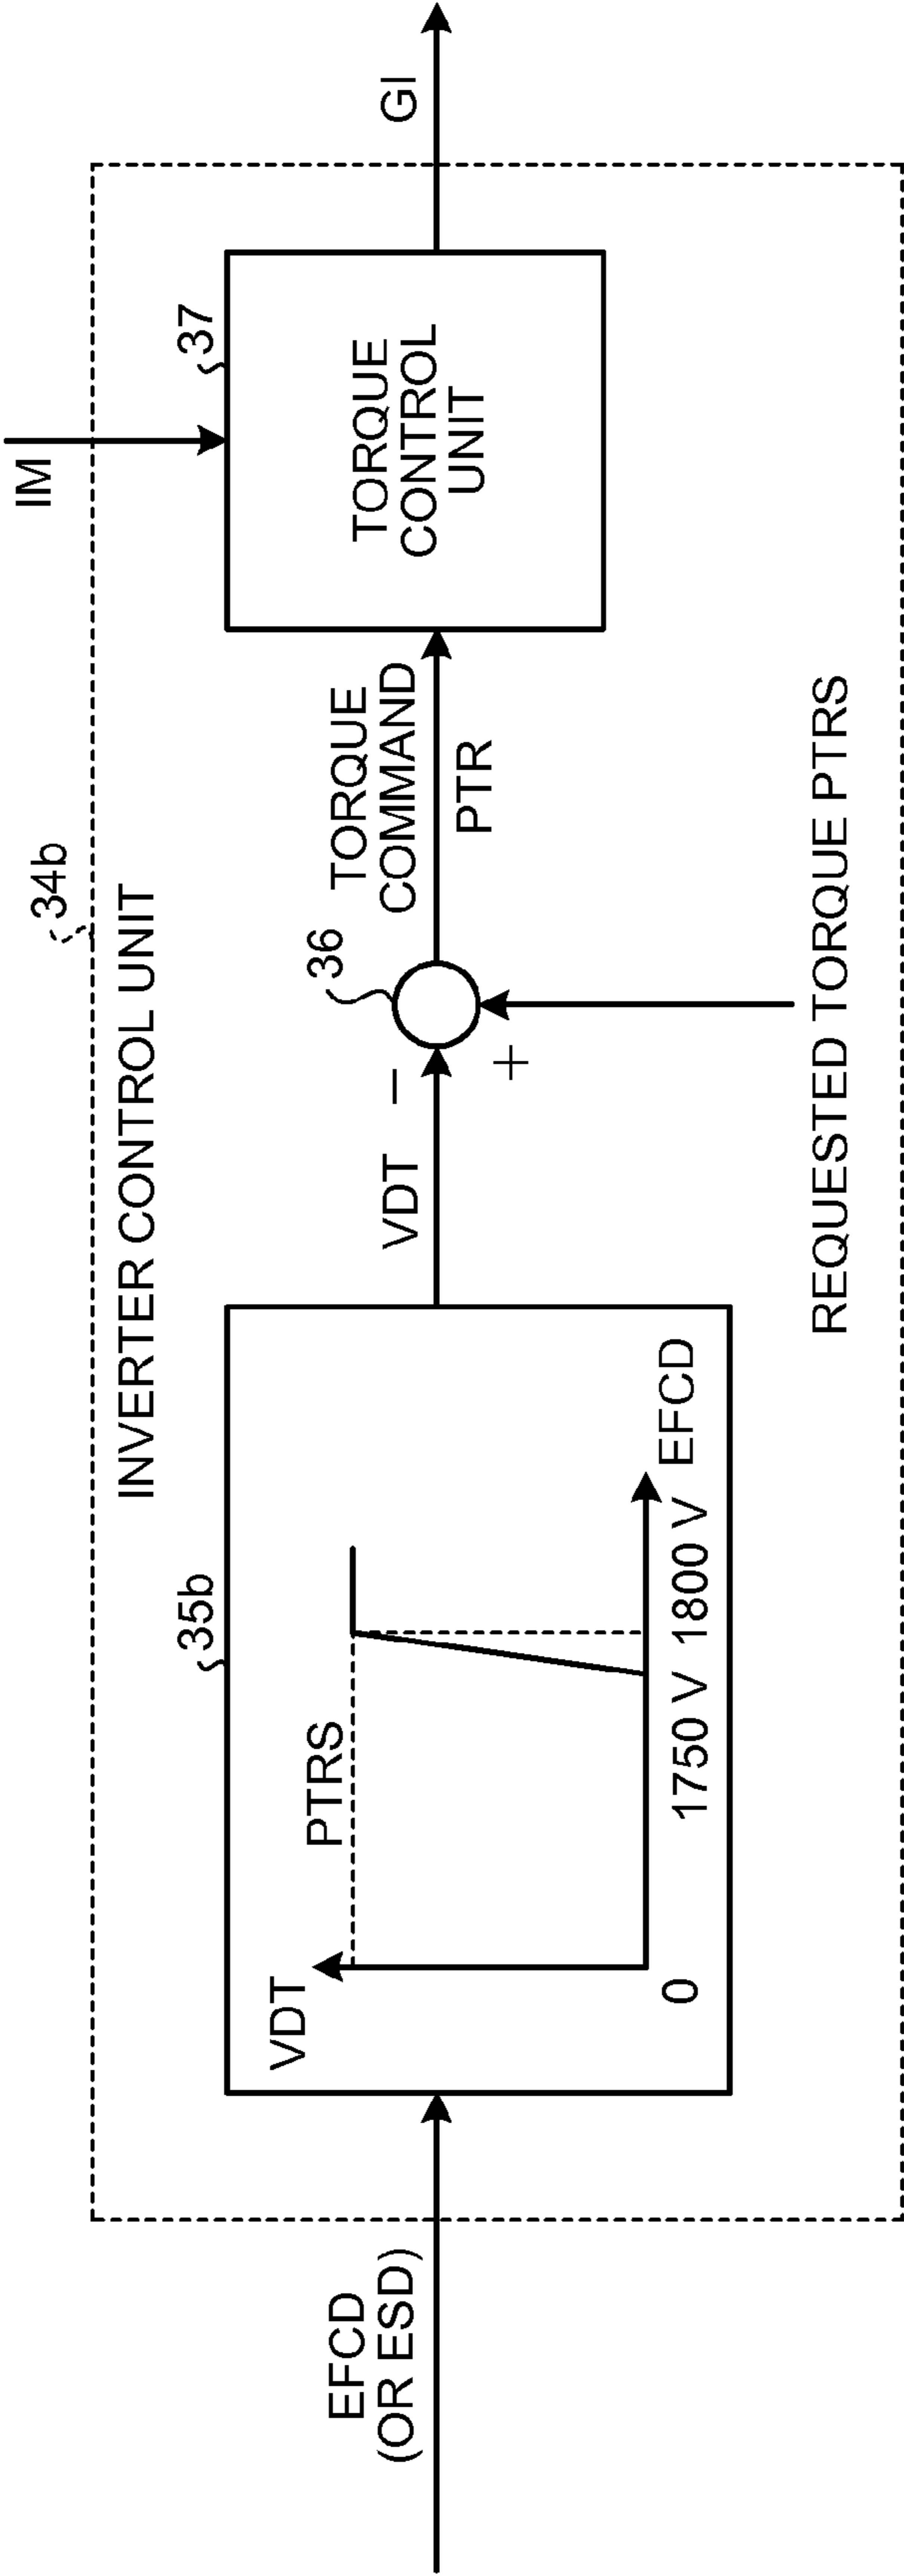 34b
INVERTER CONTROL UNIT
IM
EFCD
(OR ESD)
35b
VDT
PTRS
0
1750 V
1800 V
EFCD
VDT
−
+
36
TORQUE
COMMAND
PTR
37
TORQUE
CONTROL
UNIT
GI
REQUESTED TORQUE PTRS